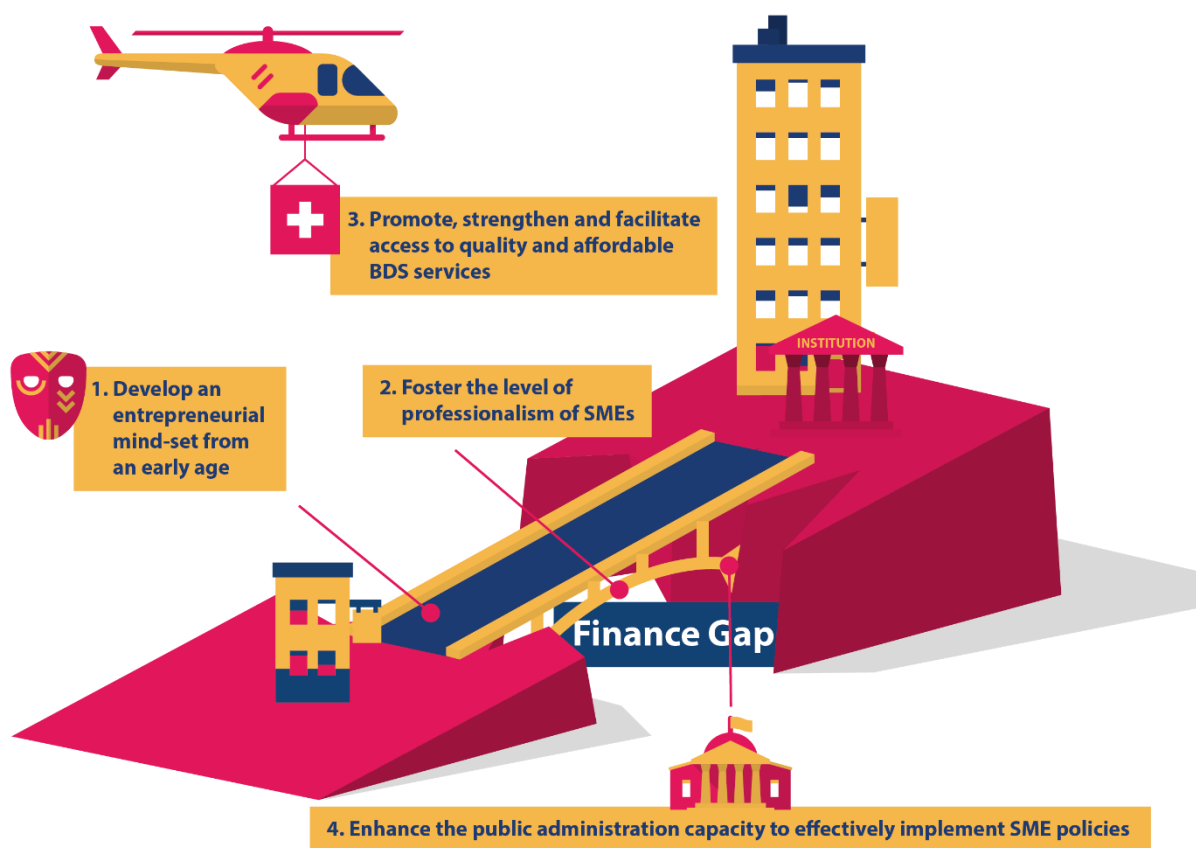 3. Promote, strengthen and facilitate
access to quality and affordable
BDS services
INSTITUTION
1. Develop an
entrepreneurial
mind-set from
an early age
2. Foster the level of
professionalism of SMEs
Finance Gap
4. Enhance the public administration capacity to effectively implement SME policies